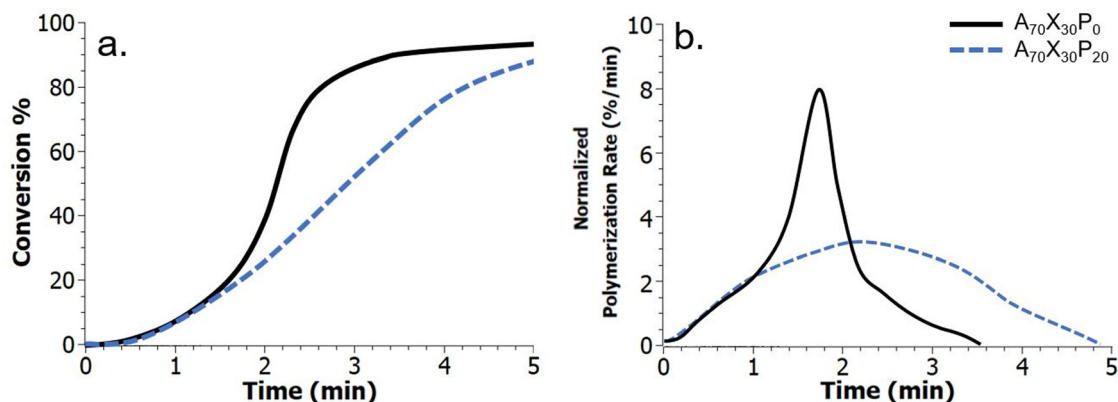 a.
100
80
60
40
20
0
Conversion %
0 1 2 3 4 5
Time (min)
b.
A₇₀X₃₀P₀
A₇₀X₃₀P₂₀
10
8
6
4
2
0
Normalized
Polymerization Rate (%/min)
0 1 2 3 4 5
Time (min)